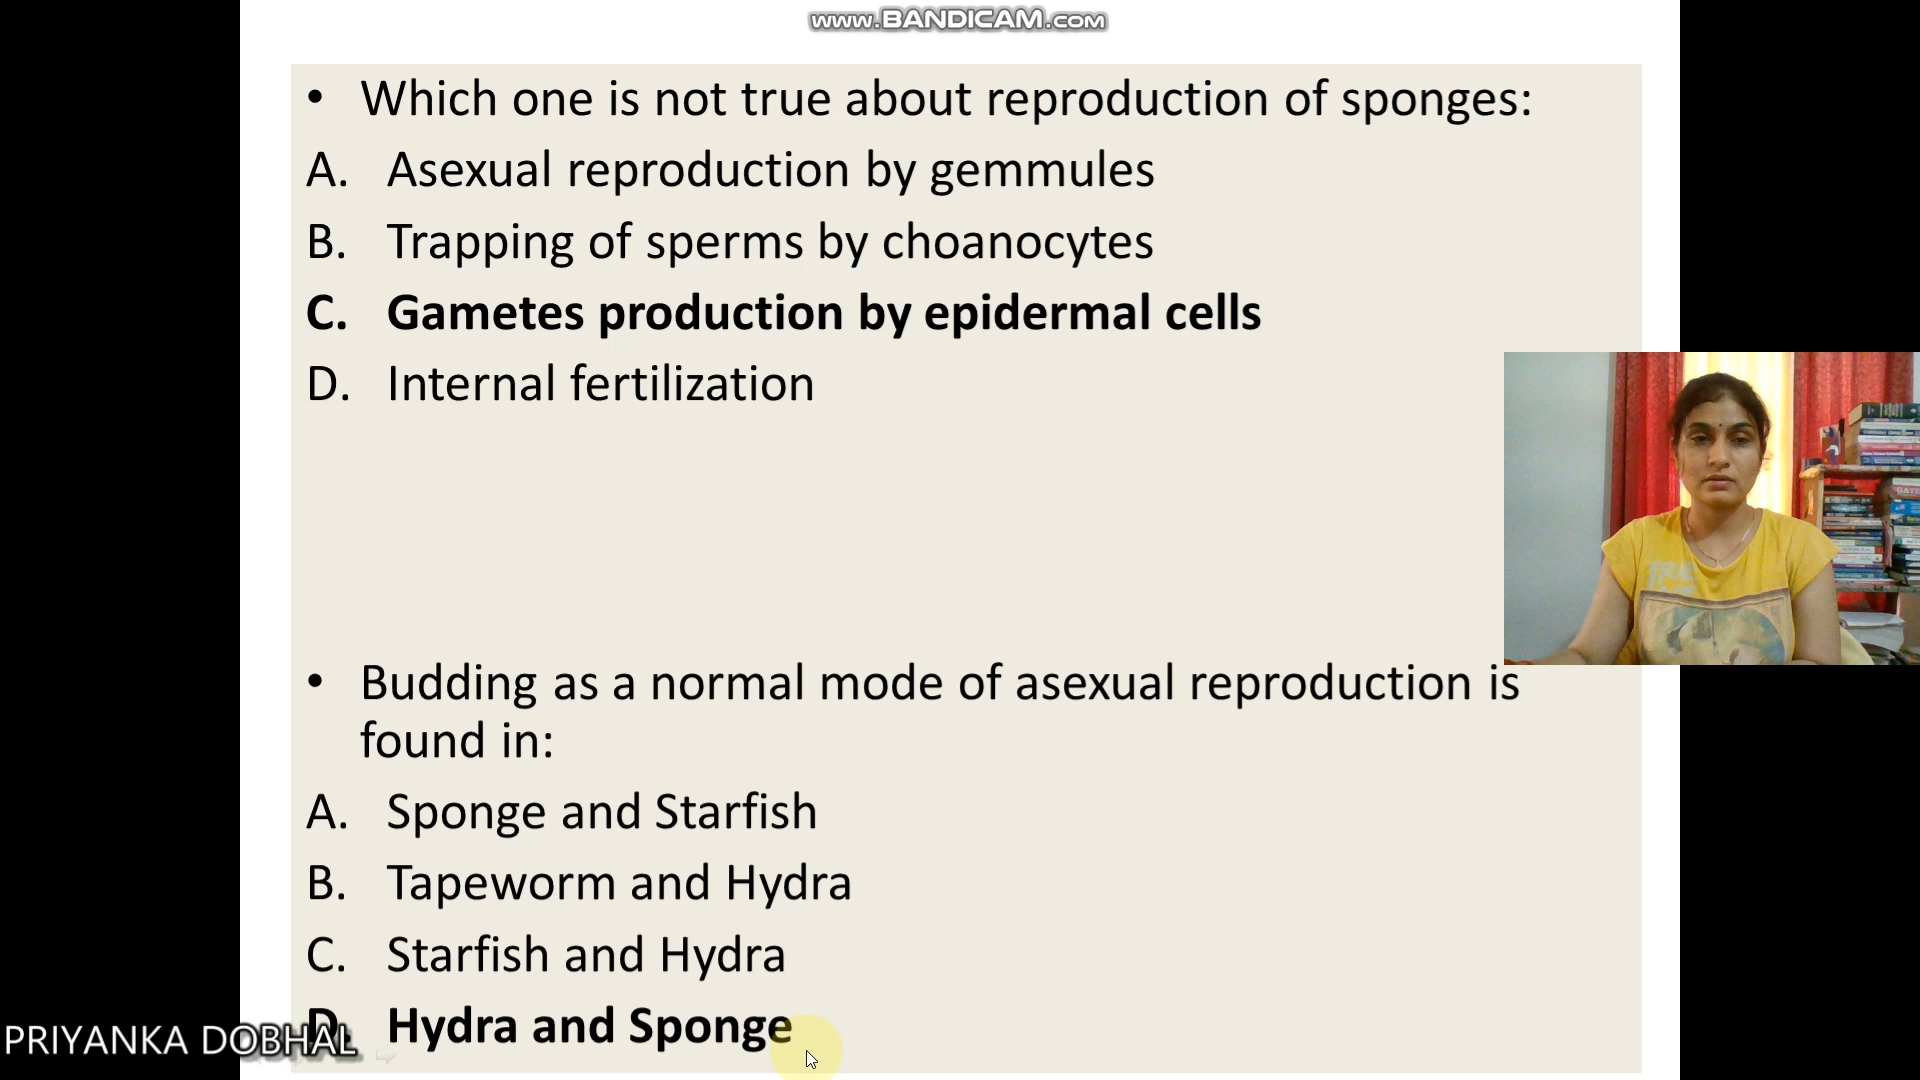 www.BANDICAM.com
• Which one is not true about reproduction of sponges:
A. Asexual reproduction by gemmules
B. Trapping of sperms by choanocytes
C. Gametes production by epidermal cells
D. Internal fertilization
• Budding as a normal mode of asexual reproduction is
found in:
A. Sponge and Starfish
B. Tapeworm and Hydra
C. Starfish and Hydra
D. Hydra and Sponge
PRIYANKA DOBHAL